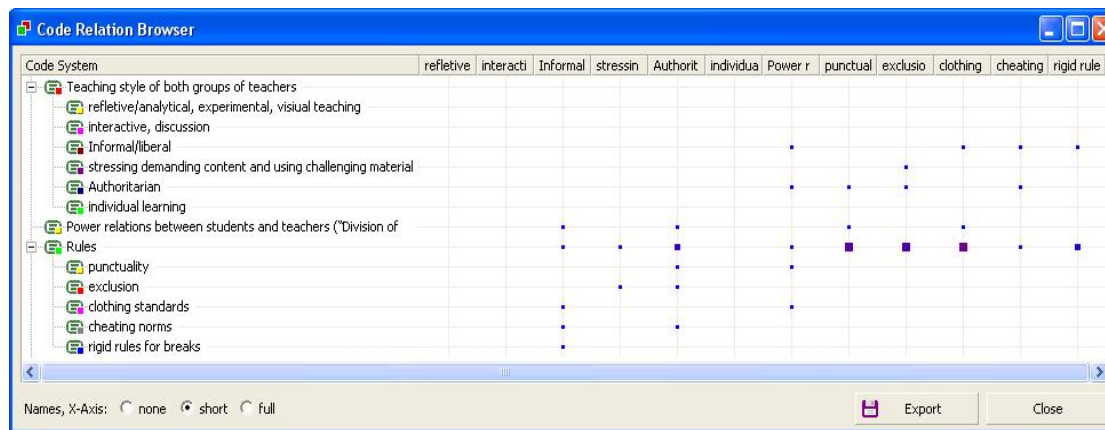 Code Relation Browser
Code System refletive interacti Informal stressin Authorit individua Power r punctual exclusio clothing cheating rigid rule
Teaching style of both groups of teachers
refletive/analytical, experimental, visiual teaching
interactive, discussion
Informal/liberal
stressing demanding content and using challenging material
Authoritarian
individual learning
Power relations between students and teachers ("Division of
Rules
punctuality
exclusion
clothing standards
cheating norms
rigid rules for breaks
Names, X-Axis: none short full Export Close